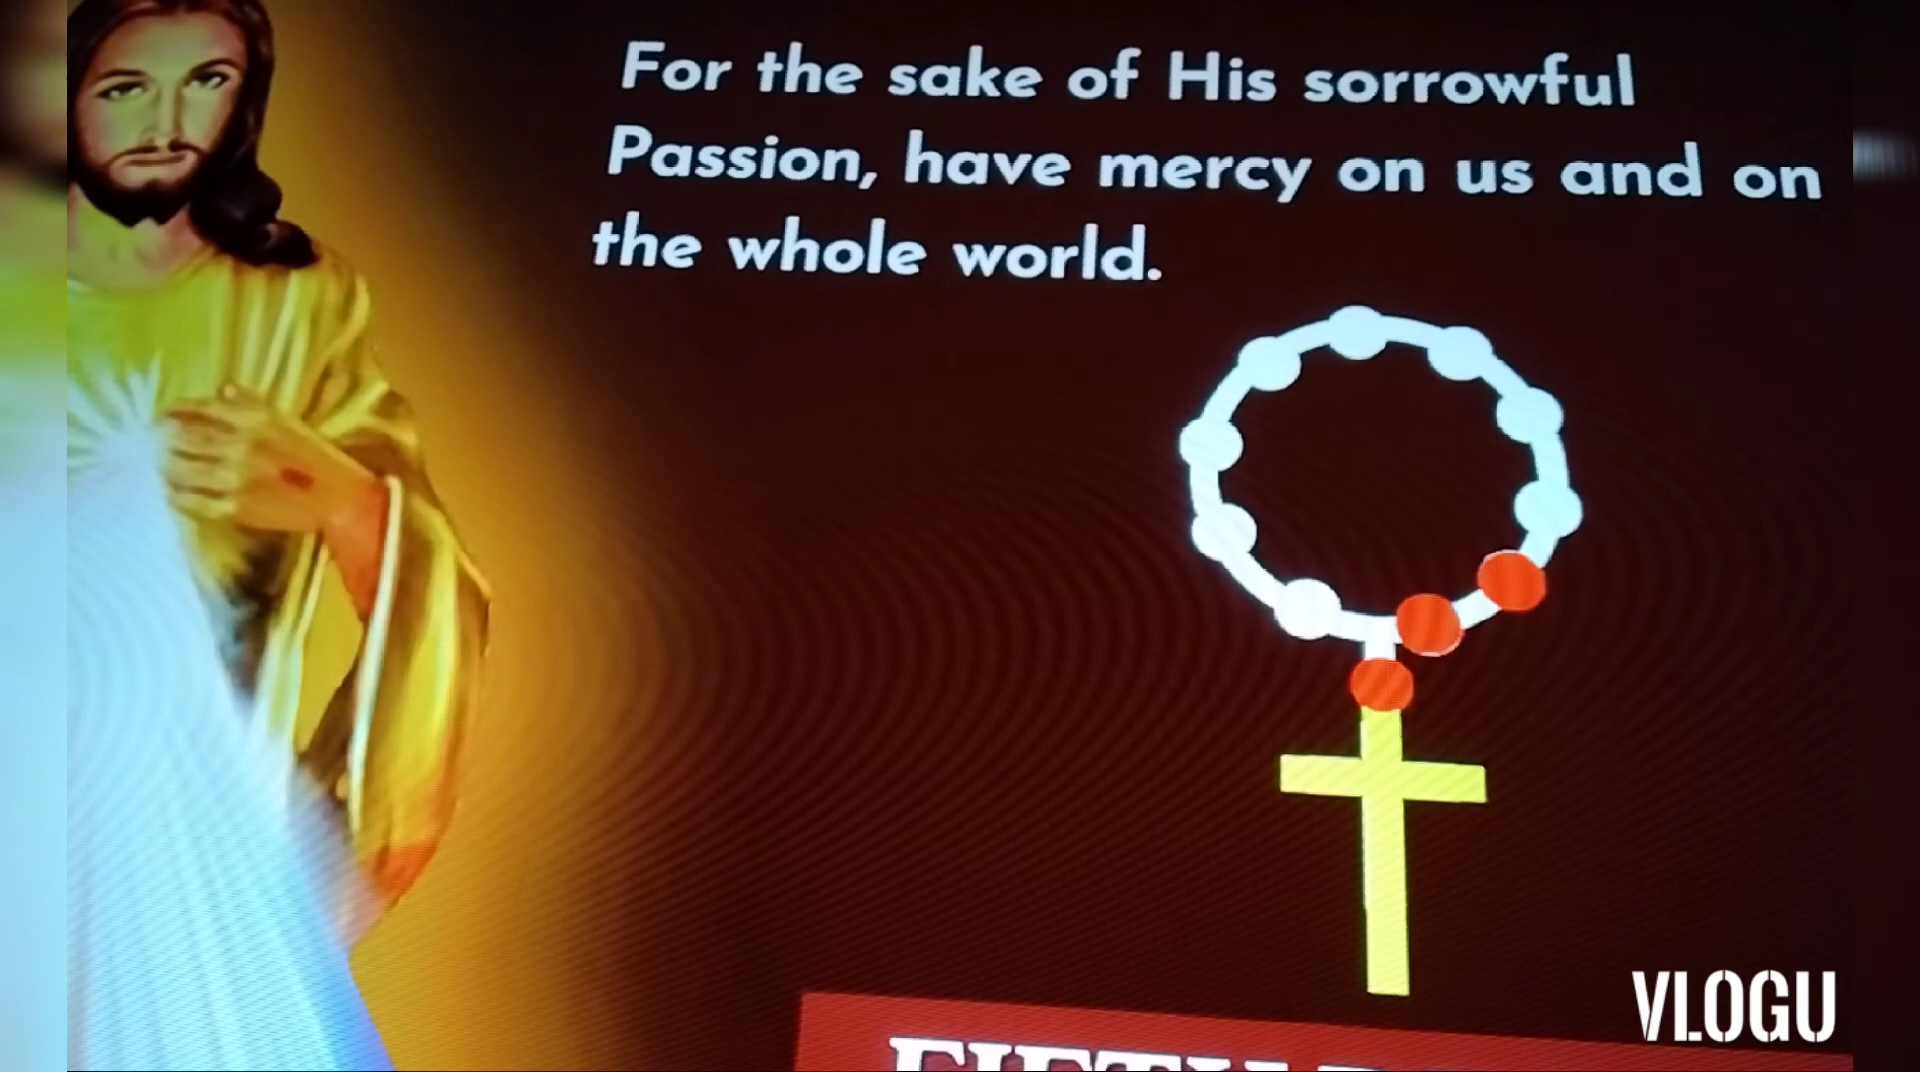 For the sake of His sorrowful
Passion, have mercy on us and on
the whole world.
VLOGU